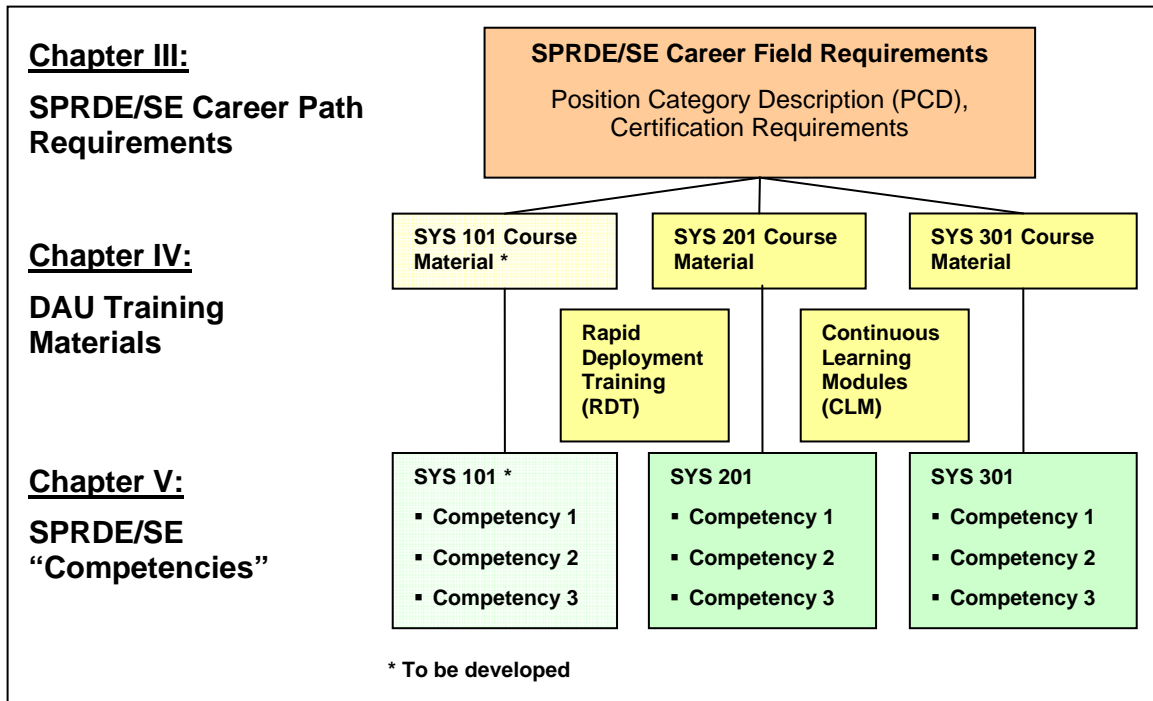 Chapter III:
SPRDE/SE Career Path
Requirements
SPRDE/SE Career Field Requirements
Position Category Description (PCD),
Certification Requirements
Chapter IV:
DAU Training
Materials
SYS 101 Course
Material *
SYS 201 Course
Material
SYS 301 Course
Material
Rapid
Deployment
Training
(RDT)
Continuous
Learning
Modules
(CLM)
Chapter V:
SPRDE/SE
“Competencies”
SYS 101 *
▪ Competency 1
▪ Competency 2
▪ Competency 3
SYS 201
▪ Competency 1
▪ Competency 2
▪ Competency 3
SYS 301
▪ Competency 1
▪ Competency 2
▪ Competency 3
* To be developed